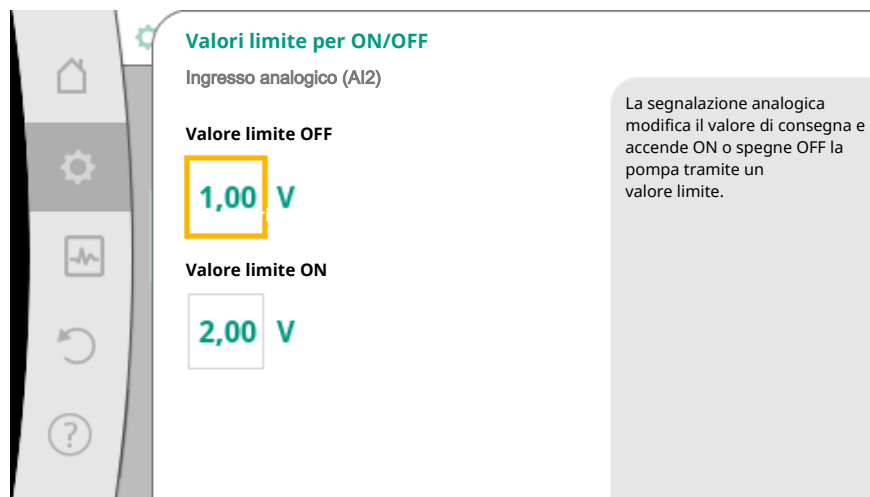 Valori limite per ON/OFF
Ingresso analogico (AI2)
Valore limite OFF
1,00 V
Valore limite ON
2,00 V
La segnalazione analogica
modifica il valore di consegna e
accende ON o spegne OFF la
pompa tramite un
valore limite.
?